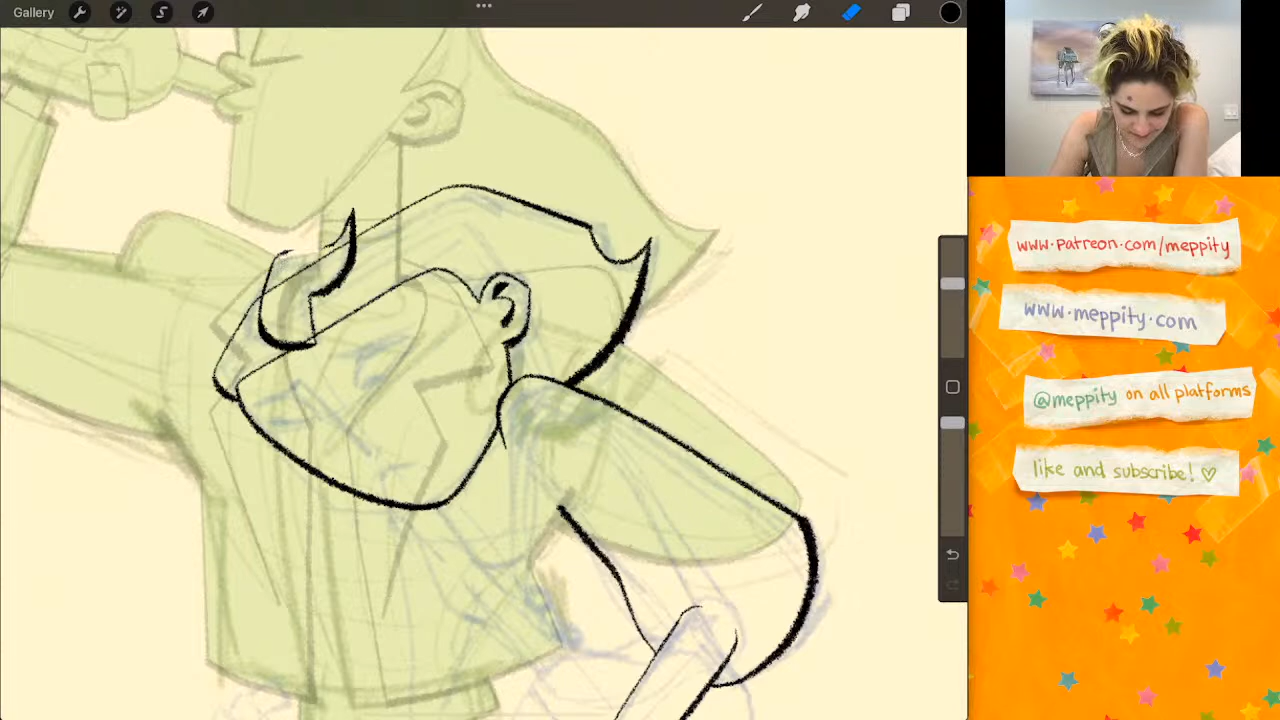 Gallery
www.patreon.com/meppity
www.meppity.com
@meppity on all platforms
like and subscribe! ♡